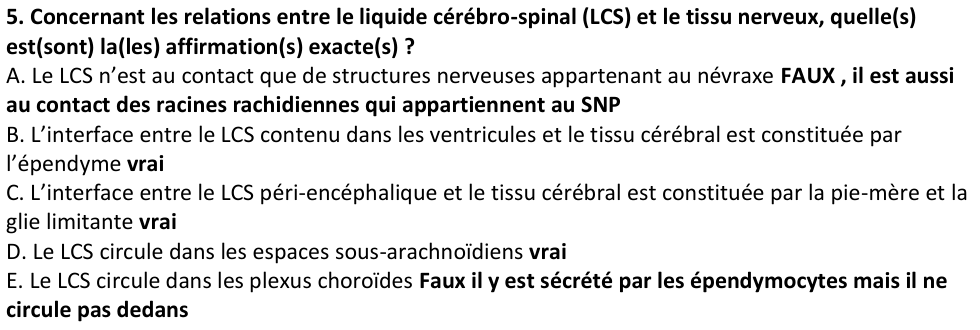 5. Concernant les relations entre le liquide cérébro-spinal (LCS) et le tissu nerveux, quelle(s)
est(sont) la(les) affirmation(s) exacte(s) ?
A. Le LCS n’est au contact que de structures nerveuses appartenant au névraxe FAUX , il est aussi
au contact des racines rachidiennes qui appartiennent au SNP
B. L’interface entre le LCS contenu dans les ventricules et le tissu cérébral est constituée par
l’épendyme vrai
C. L’interface entre le LCS péri-encéphalique et le tissu cérébral est constituée par la pie-mère et la
glie limitante vrai
D. Le LCS circule dans les espaces sous-arachnoïdiens vrai
E. Le LCS circule dans les plexus choroïdes Faux il y est sécrété par les épendymocytes mais il ne
circule pas dedans